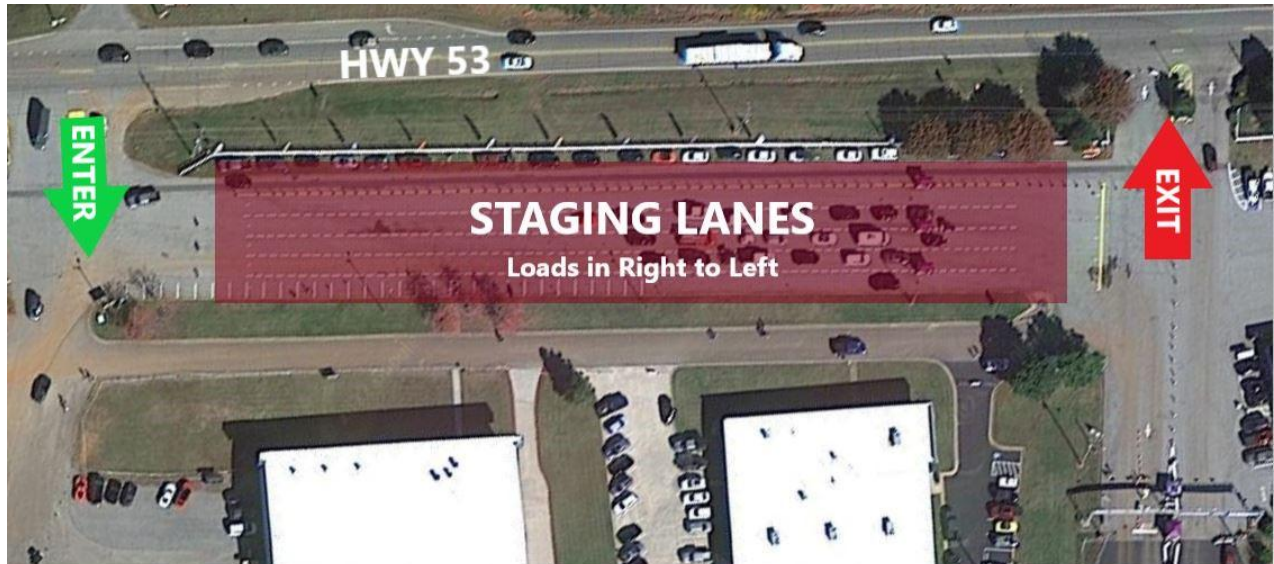 HWY 53
ENTER
STAGING LANES
Loads in Right to Left
EXIT